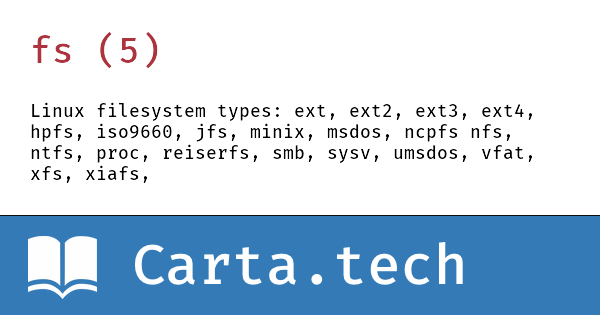 fs (5)
Linux filesystem types: ext, ext2, ext3, ext4,
hpfs, iso9660, jfs, minix, msdos, ncpfs nfs,
ntfs, proc, reiserfs, smb, sysv, umsdos, vfat,
xfs, xiafs,
Carta.tech